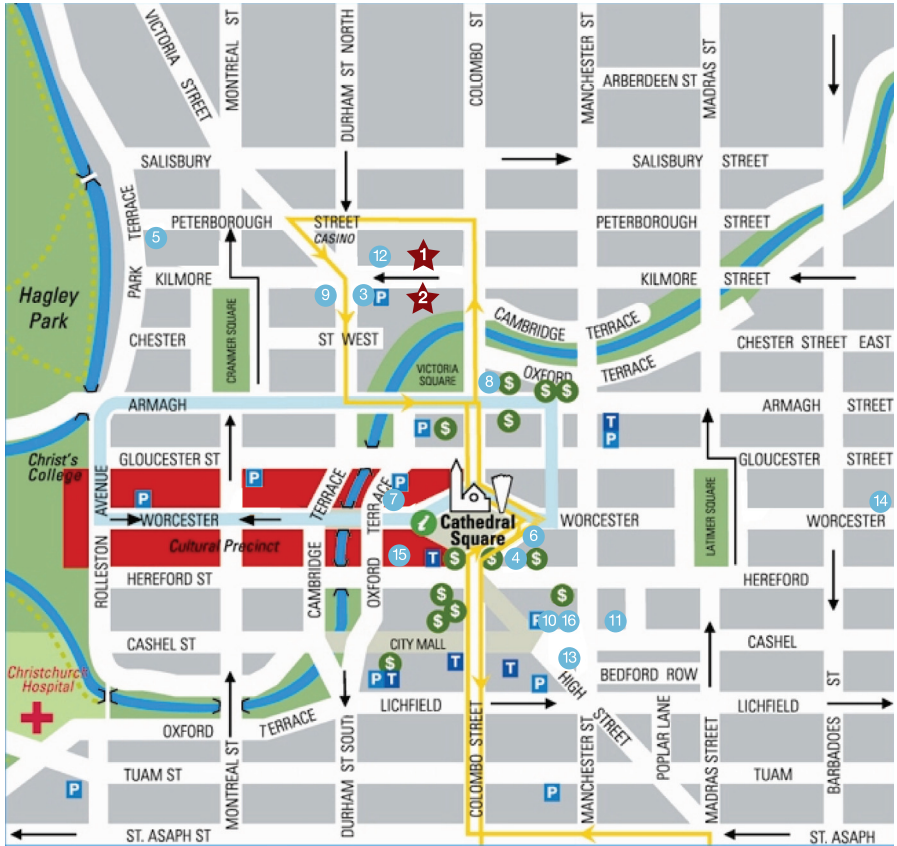 VICTORIA STREET
MONTREAL ST
DURHAM ST NORTH
COLOMBO ST
MANCHESTER ST
MADRAS ST
ARBERDEEN ST
SALISBURY
SALISBURY STREET
PARK TERRACE
5
PETERBOROUGH STREET
CASINO
PETERBOROUGH STREET
12
1
KILMORE
KILMORE STREET
Hagley
Park
9
3
P
2
CRANMER SQUARE
CAMBRIDGE TERRACE
CHESTER
ST WEST
OXFORD TERRACE
CHESTER STREET EAST
VICTORIA
SQUARE
8
$
$
$
ARMAGH
ARMAGH STREET
P
$
$
T
P
Christ's
College
GLOUCESTER ST
GLOUCESTER STREET
P
P
P
7
ROLLESTON AVENUE
CAMBRIDGE TERRACE
OXFORD TERRACE
LATIMER SQUARE
14
WORCESTER
i
Cathedral
Square
6
WORCESTER
WORCESTER
Cultural Precinct
15
T
$
$
4
$
HEREFORD ST
HEREFORD
$
$
$
$
P
10
16
11
CASHEL ST
CITY MALL
CASHEL
Christchurch
Hospital
$
P
T
T
T
P
13
HIGH STREET
BEDFORD ROW
LICHFIELD
LICHFIELD
OXFORD TERRACE
MONTREAL ST
DURHAM ST SOUTH
COLOMBO STREET
MANCHESTER ST
POPLAR LANE
MADRAS STREET
BARBADOES ST
TUAM ST
TUAM
P
P
ST. ASAPH ST
ST. ASAPH